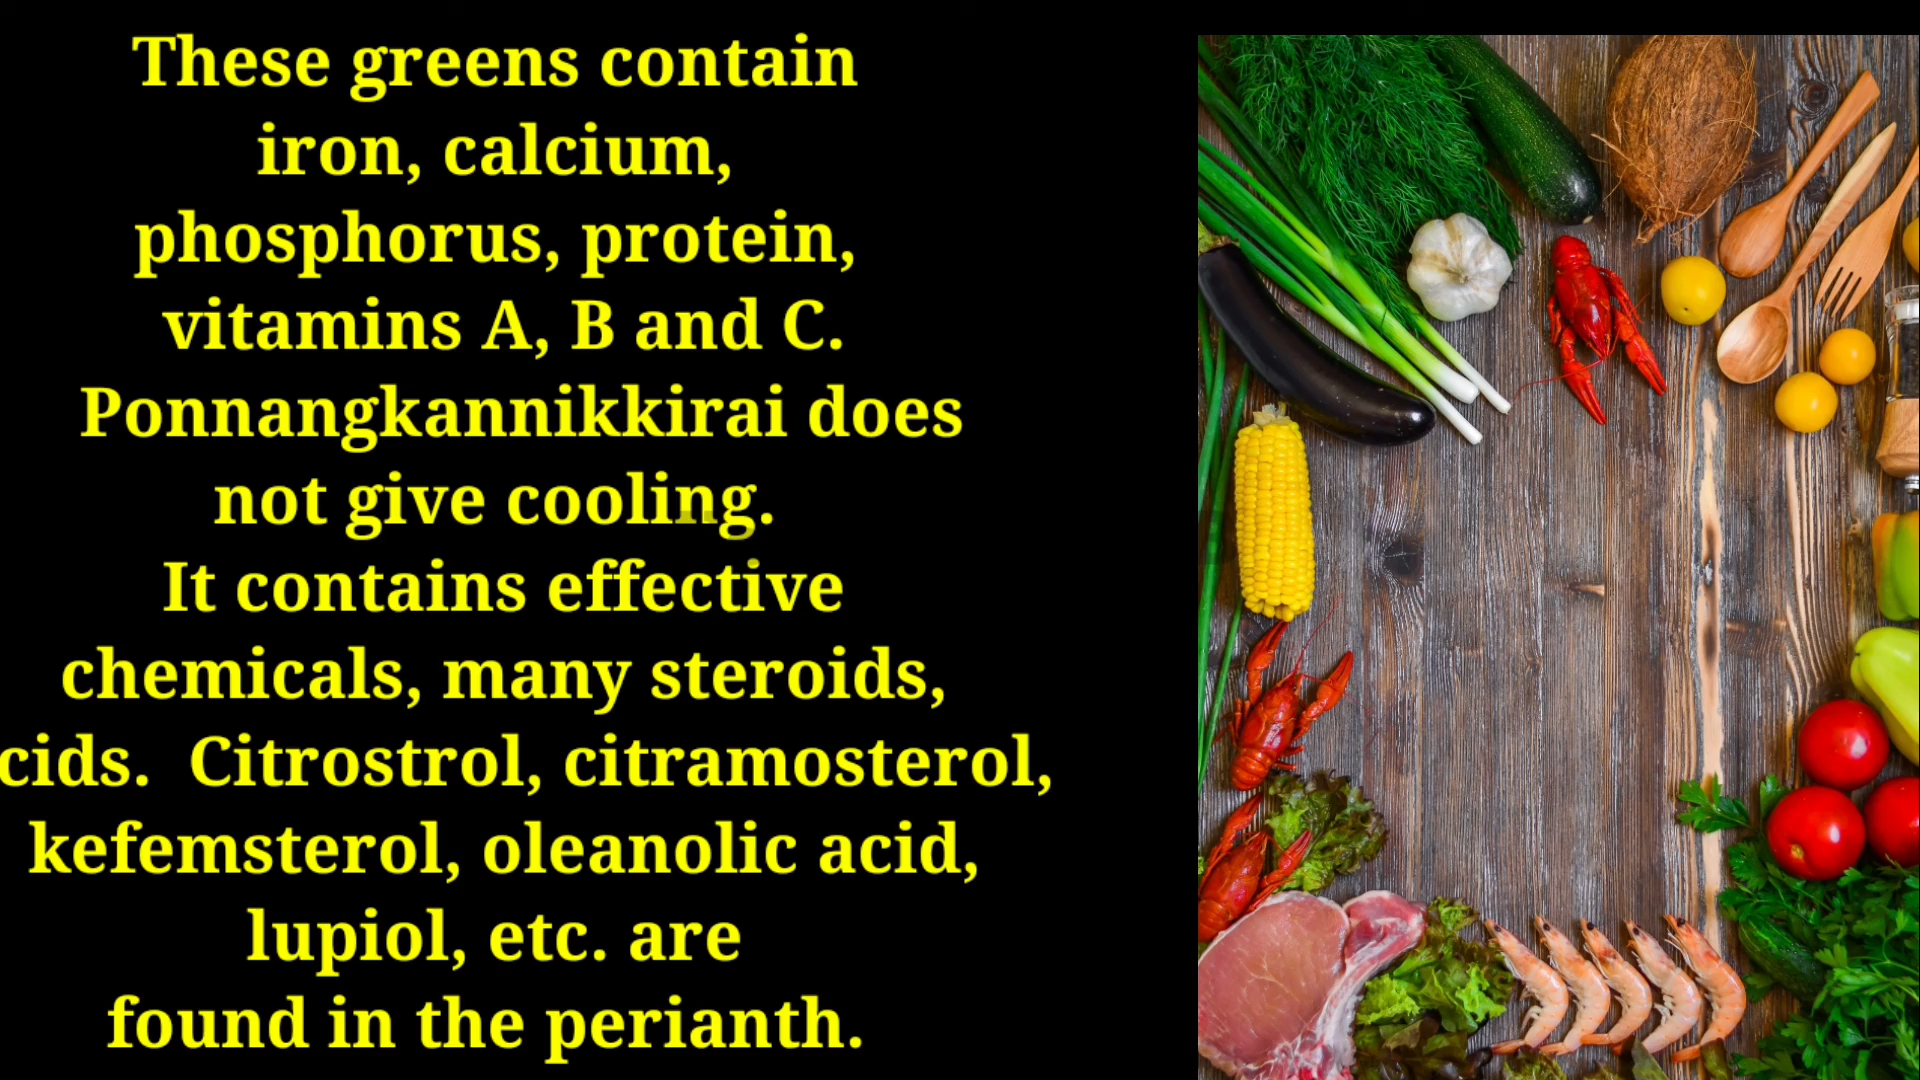 These greens contain
iron, calcium,
phosphorus, protein,
vitamins A, B and C.
Ponnangkannikkirai does
not give cooling.
It contains effective
chemicals, many steroids,
cids. Citrostrol, citramosterol,
kefemsterol, oleanolic acid,
lupiol, etc. are
found in the perianth.